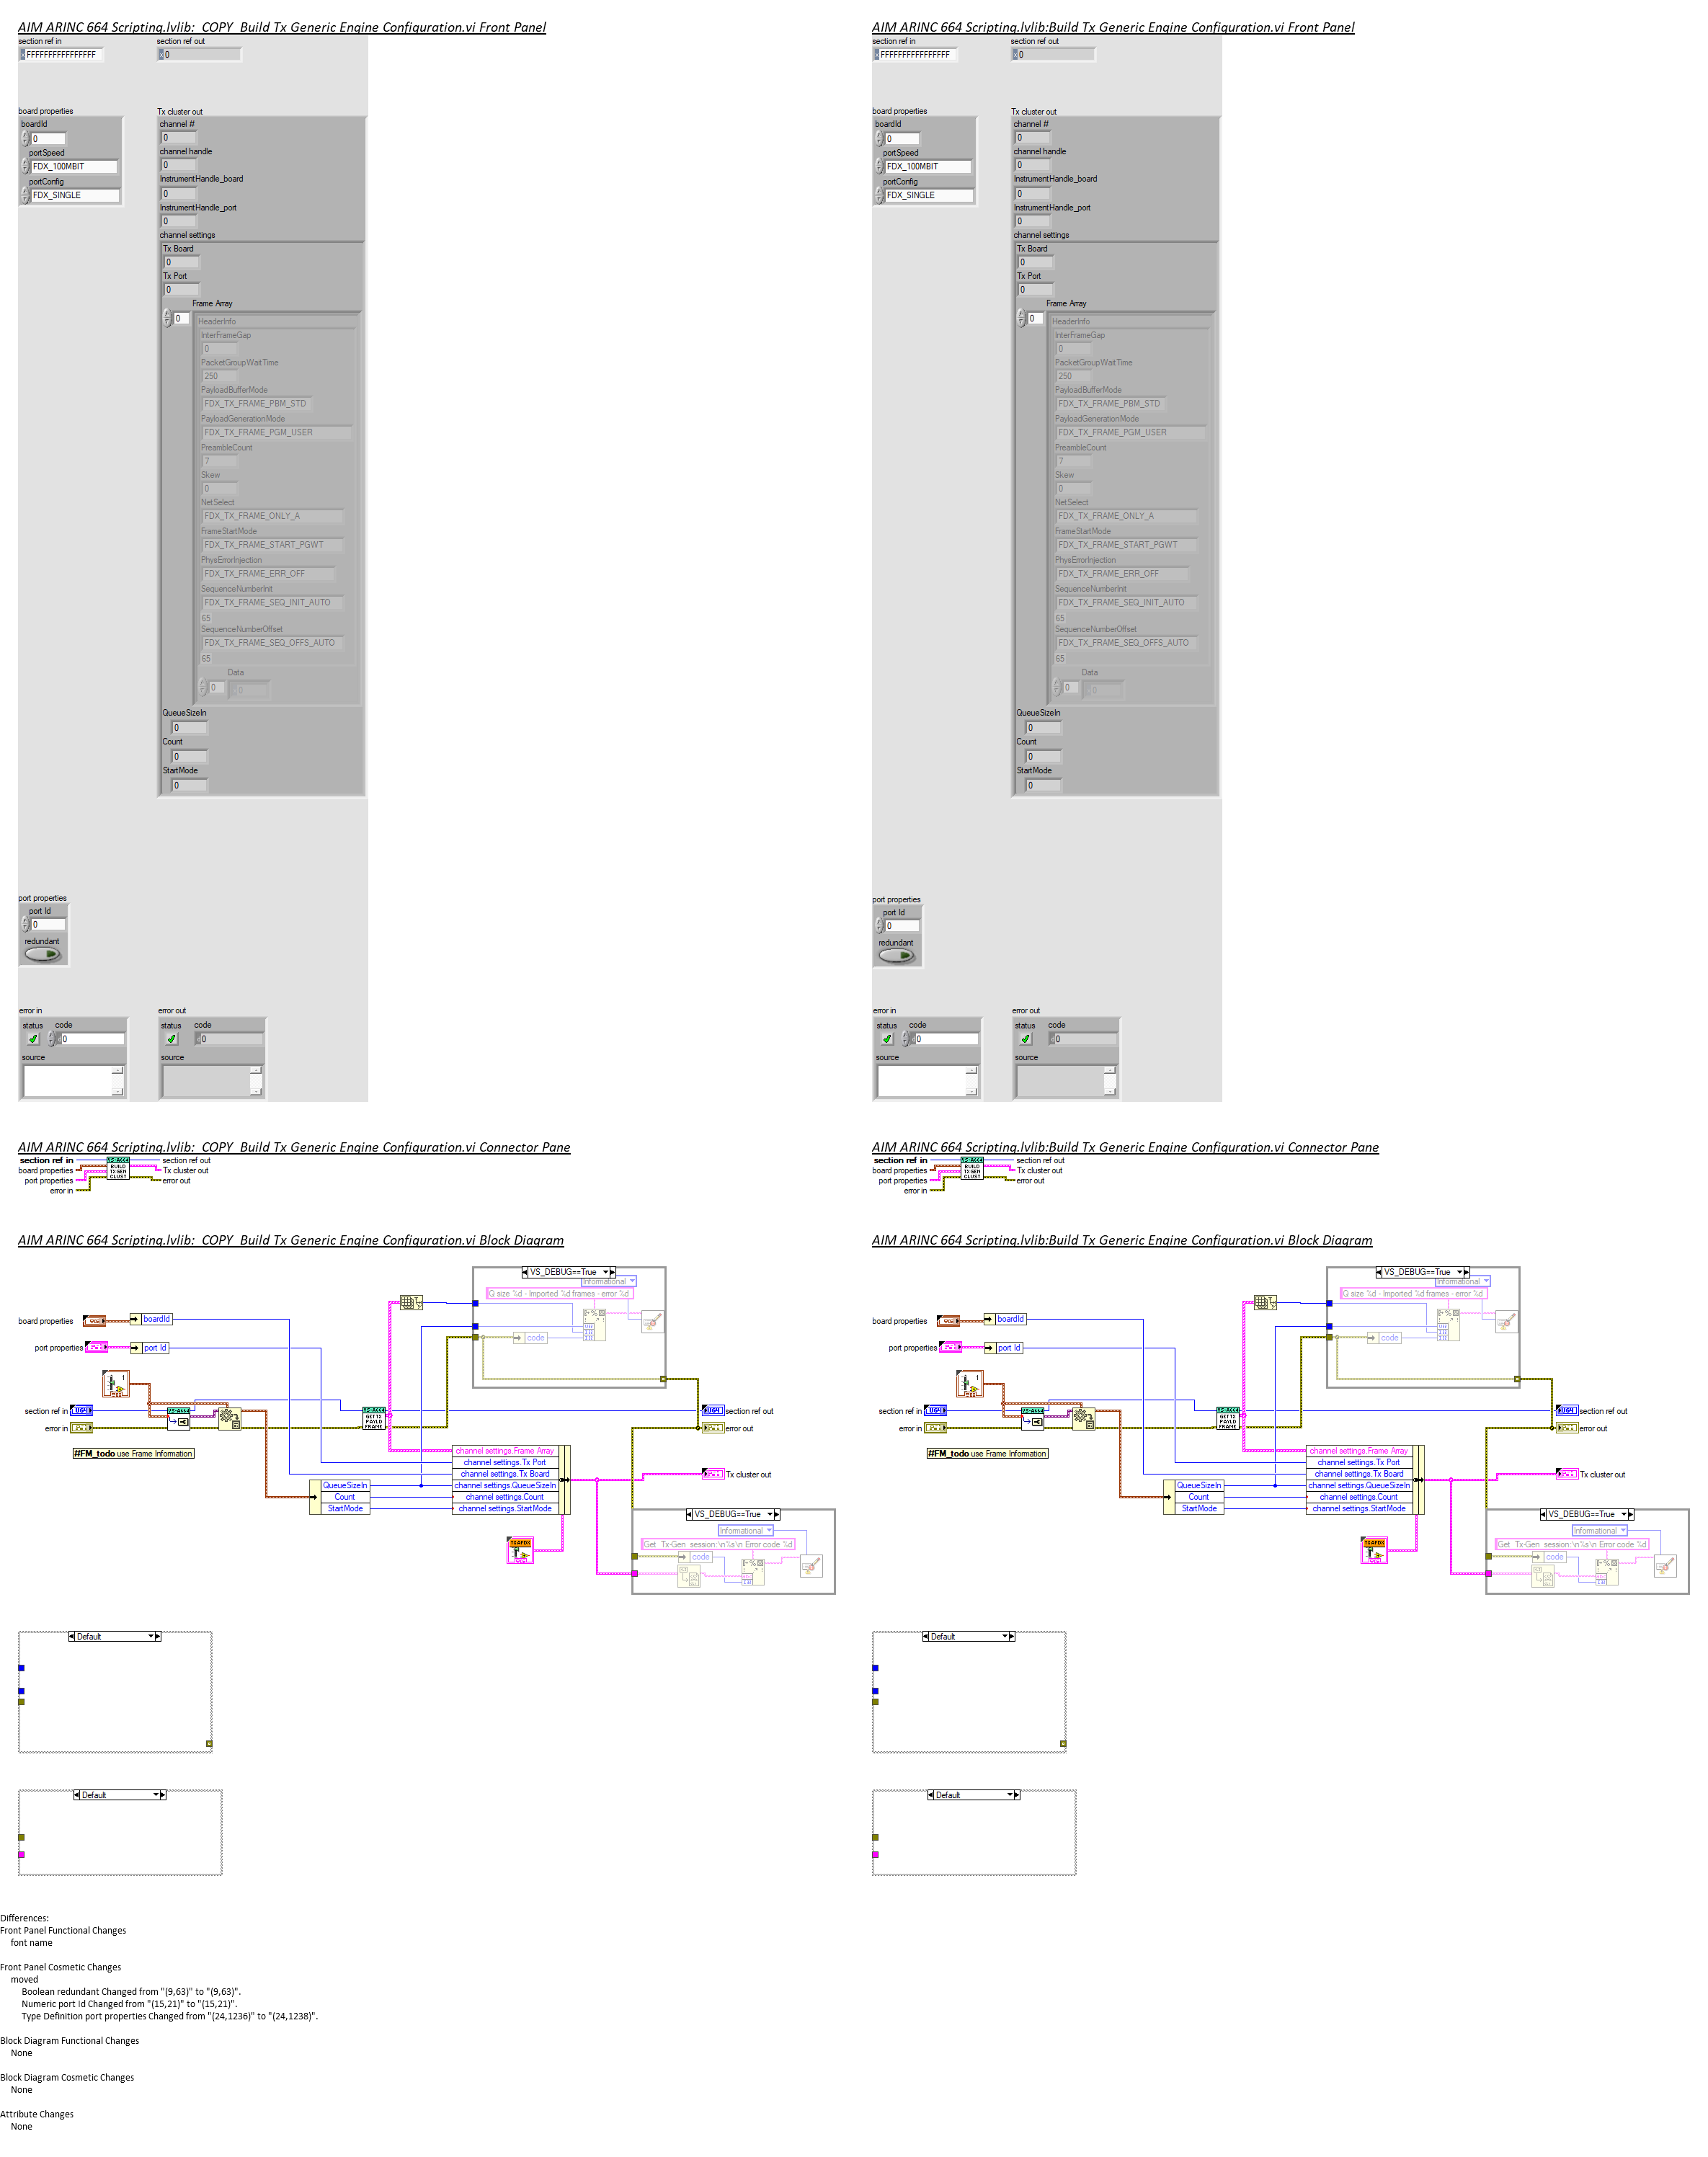 AIM ARINC 664 Scripting.lvlib:_COPY_Build Tx Generic Engine Configuration.vi Front Panel
section ref in
section ref out
FFFFFFFFFFFFFFFF
0
board properties
Tx cluster out
boardId
0
portSpeed
FDX_100MBIT
portConfig
FDX_SINGLE
channel #
0
channel handle
0
InstrumentHandle_board
0
InstrumentHandle_port
0
channel settings
Tx Board
0
Tx Port
0
Frame Array
0
HeaderInfo
InterFrameGap
0
PacketGroupWaitTime
250
PayloadBufferMode
FDX_TX_FRAME_PBM_STD
PayloadGenerationMode
FDX_TX_FRAME_PGM_USER
PreambleCount
7
Skew
0
NetSelect
FDX_TX_FRAME_ONLY_A
FrameStartMode
FDX_TX_FRAME_START_PGWT
PhysErrorInjection
FDX_TX_FRAME_ERR_OFF
SequenceNumberInit
FDX_TX_FRAME_SEQ_INIT_AUTO
65
SequenceNumberOffset
FDX_TX_FRAME_SEQ_OFFS_AUTO
65
Data
0
0
QueueSizeIn
0
Count
0
StartMode
0
port properties
port Id
0
redundant
error in
status code
0
source
error out
status code
0
source
AIM ARINC 664 Scripting.lvlib:Build Tx Generic Engine Configuration.vi Front Panel
section ref in
section ref out
FFFFFFFFFFFFFFFF
0
board properties
Tx cluster out
boardId
0
portSpeed
FDX_100MBIT
portConfig
FDX_SINGLE
channel #
0
channel handle
0
InstrumentHandle_board
0
InstrumentHandle_port
0
channel settings
Tx Board
0
Tx Port
0
Frame Array
0
HeaderInfo
InterFrameGap
0
PacketGroupWaitTime
250
PayloadBufferMode
FDX_TX_FRAME_PBM_STD
PayloadGenerationMode
FDX_TX_FRAME_PGM_USER
PreambleCount
7
Skew
0
NetSelect
FDX_TX_FRAME_ONLY_A
FrameStartMode
FDX_TX_FRAME_START_PGWT
PhysErrorInjection
FDX_TX_FRAME_ERR_OFF
SequenceNumberInit
FDX_TX_FRAME_SEQ_INIT_AUTO
65
SequenceNumberOffset
FDX_TX_FRAME_SEQ_OFFS_AUTO
65
Data
0
0
QueueSizeIn
0
Count
0
StartMode
0
port properties
port Id
0
redundant
error in
status code
0
source
error out
status code
0
source
AIM ARINC 664 Scripting.lvlib:_COPY_Build Tx Generic Engine Configuration.vi Connector Pane
section ref in
board properties
port properties
error in
BUILD
TXGEN
CLUST
section ref out
Tx cluster out
error out
AIM ARINC 664 Scripting.lvlib:Build Tx Generic Engine Configuration.vi Connector Pane
section ref in
board properties
port properties
error in
BUILD
TXGEN
CLUST
section ref out
Tx cluster out
error out
AIM ARINC 664 Scripting.lvlib:_COPY_Build Tx Generic Engine Configuration.vi Block Diagram
VS_DEBUG==True
Informational
Q size %d - Imported %d frames - error %d
code
board properties
boardId
port properties
port Id
1
section ref in
U64
error in
GET TX
PAYLD
FRAME
U64
section ref out
error out
#FM_todo use Frame Information
channel settings.Frame Array
channel settings.Tx Port
channel settings.Tx Board
QueueSizeIn
channel settings.QueueSizeIn
Count
channel settings.Count
StartMode
channel settings.StartMode
Tx cluster out
TXAFDX
VS_DEBUG==True
Informational
Get Tx-Gen session:\n%s\n Error code %d
code
Default
Default
AIM ARINC 664 Scripting.lvlib:Build Tx Generic Engine Configuration.vi Block Diagram
VS_DEBUG==True
Informational
Q size %d - Imported %d frames - error %d
code
board properties
boardId
port properties
port Id
1
section ref in
U64
error in
GET TX
PAYLD
FRAME
U64
section ref out
error out
#FM_todo use Frame Information
channel settings.Frame Array
channel settings.Tx Port
channel settings.Tx Board
QueueSizeIn
channel settings.QueueSizeIn
Count
channel settings.Count
StartMode
channel settings.StartMode
Tx cluster out
TXAFDX
VS_DEBUG==True
Informational
Get Tx-Gen session:\n%s\n Error code %d
code
Default
Default
Differences:
Front Panel Functional Changes
font name
Front Panel Cosmetic Changes
moved
Boolean redundant Changed from "(9,63)" to "(9,63)".
Numeric port Id Changed from "(15,21)" to "(15,21)".
Type Definition port properties Changed from "(24,1236)" to "(24,1238)".
Block Diagram Functional Changes
None
Block Diagram Cosmetic Changes
None
Attribute Changes
None